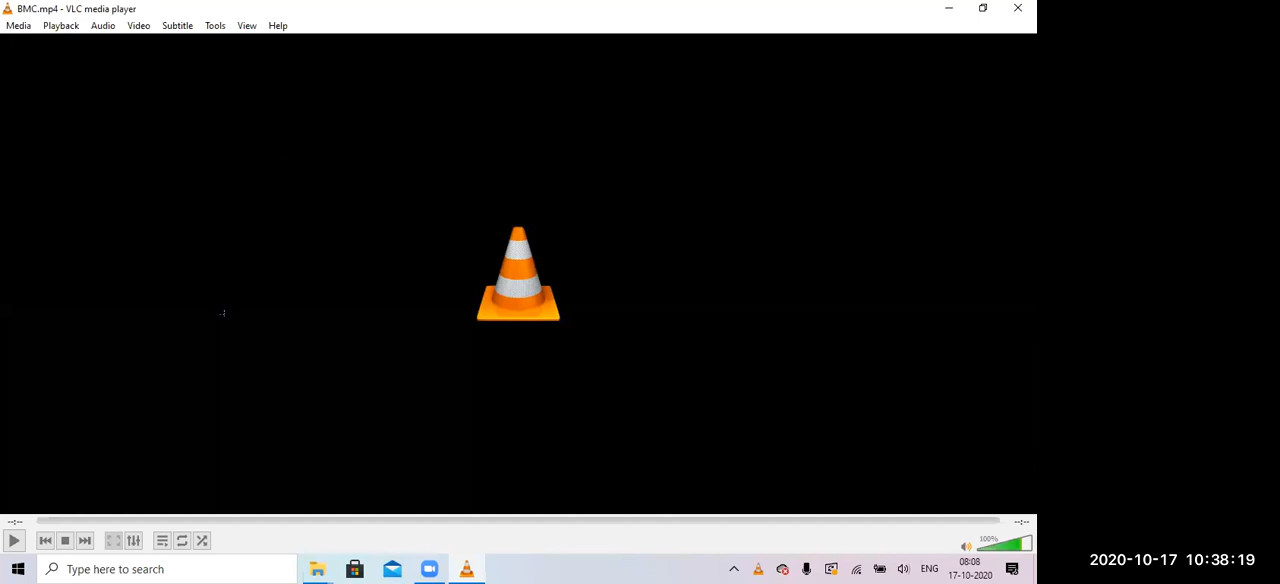 BMC.mp4 - VLC media player
Media Playback Audio Video Subtitle Tools View Help
--:-- --:--
100%
Type here to search
ENG
08:08
17-10-2020
2020-10-17 10:38:19